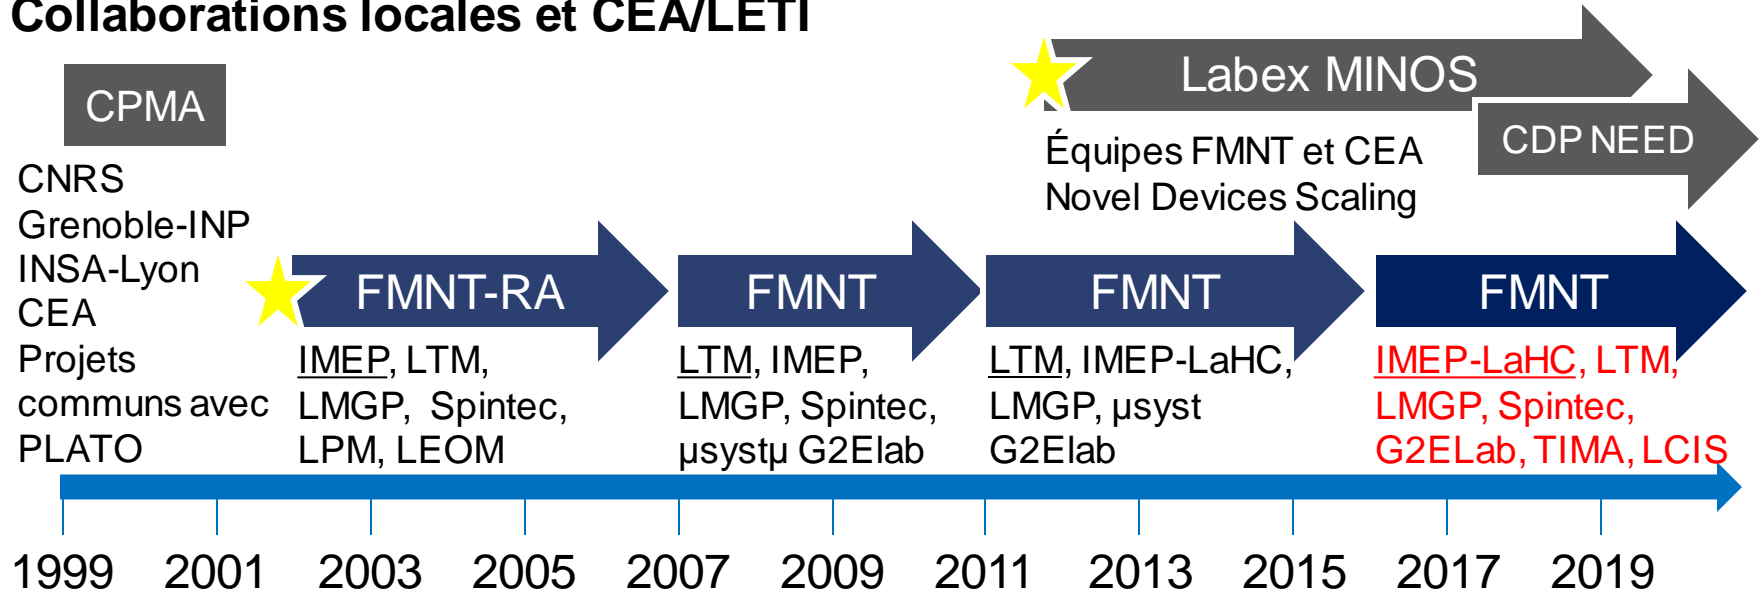 Collaborations locales et CEA/LETI
CPMA
CNRS
Grenoble-INP
INSA-Lyon
CEA
Projets
communs avec
PLATO
Labex MINOS
CDP NEED
Équipes FMNT et CEA
Novel Devices Scaling
FMNT-RA
IMEP, LTM,
LMGP, Spintec,
LPM, LEOM
FMNT
LTM, IMEP,
LMGP, Spintec,
µsystµ G2Elab
FMNT
LTM, IMEP-LaHC,
LMGP, µsyst
G2Elab
FMNT
IMEP-LaHC, LTM,
LMGP, Spintec,
G2ELab, TIMA, LCIS
1999 2001 2003 2005 2007 2009 2011 2013 2015 2017 2019